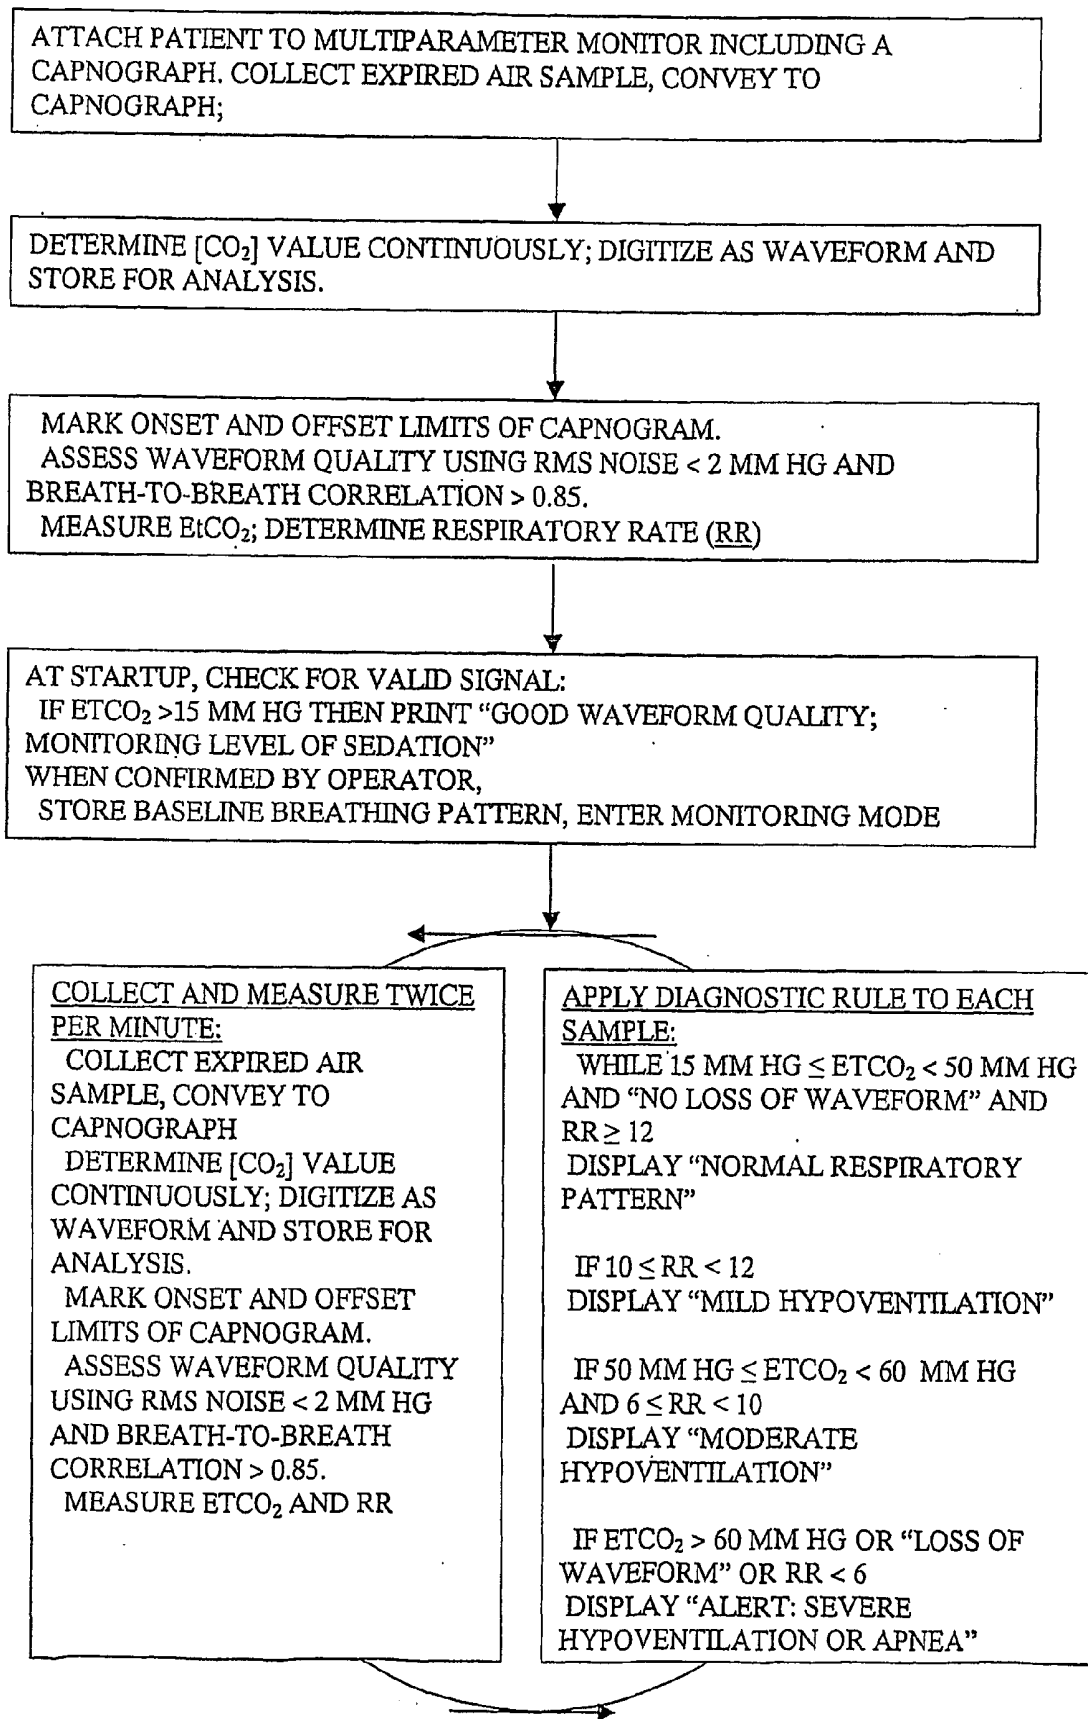 ATTACH PATIENT TO MULTIPARAMETER MONITOR INCLUDING A
CAPNOGRAPH. COLLECT EXPIRED AIR SAMPLE, CONVEY TO
CAPNOGRAPH;
DETERMINE [CO₂] VALUE CONTINUOUSLY; DIGITIZE AS WAVEFORM AND
STORE FOR ANALYSIS.
MARK ONSET AND OFFSET LIMITS OF CAPNOGRAM.
ASSESS WAVEFORM QUALITY USING RMS NOISE < 2 MM HG AND
BREATH-TO-BREATH CORRELATION > 0.85.
MEASURE EtCO₂; DETERMINE RESPIRATORY RATE (RR)
AT STARTUP, CHECK FOR VALID SIGNAL:
IF ETCO₂ >15 MM HG THEN PRINT “GOOD WAVEFORM QUALITY;
MONITORING LEVEL OF SEDATION”
WHEN CONFIRMED BY OPERATOR,
STORE BASELINE BREATHING PATTERN, ENTER MONITORING MODE
COLLECT AND MEASURE TWICE
PER MINUTE:
COLLECT EXPIRED AIR
SAMPLE, CONVEY TO
CAPNOGRAPH
DETERMINE [CO₂] VALUE
CONTINUOUSLY; DIGITIZE AS
WAVEFORM AND STORE FOR
ANALYSIS.
MARK ONSET AND OFFSET
LIMITS OF CAPNOGRAM.
ASSESS WAVEFORM QUALITY
USING RMS NOISE < 2 MM HG
AND BREATH-TO-BREATH
CORRELATION > 0.85.
MEASURE ETCO₂ AND RR
APPLY DIAGNOSTIC RULE TO EACH
SAMPLE:
WHILE 15 MM HG ≤ ETCO₂ < 50 MM HG
AND “NO LOSS OF WAVEFORM” AND
RR ≥ 12
DISPLAY “NORMAL RESPIRATORY
PATTERN”
IF 10 ≤ RR < 12
DISPLAY “MILD HYPOVENTILATION”
IF 50 MM HG ≤ ETCO₂ < 60 MM HG
AND 6 ≤ RR < 10
DISPLAY “MODERATE
HYPOVENTILATION”
IF ETCO₂ > 60 MM HG OR “LOSS OF
WAVEFORM” OR RR < 6
DISPLAY “ALERT: SEVERE
HYPOVENTILATION OR APNEA”